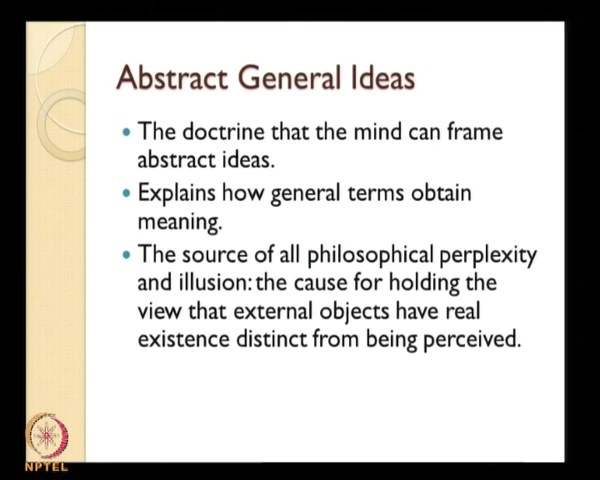 Abstract General Ideas
• The doctrine that the mind can frame
abstract ideas.
• Explains how general terms obtain
meaning.
• The source of all philosophical perplexity
and illusion: the cause for holding the
view that external objects have real
existence distinct from being perceived.
NPTEL